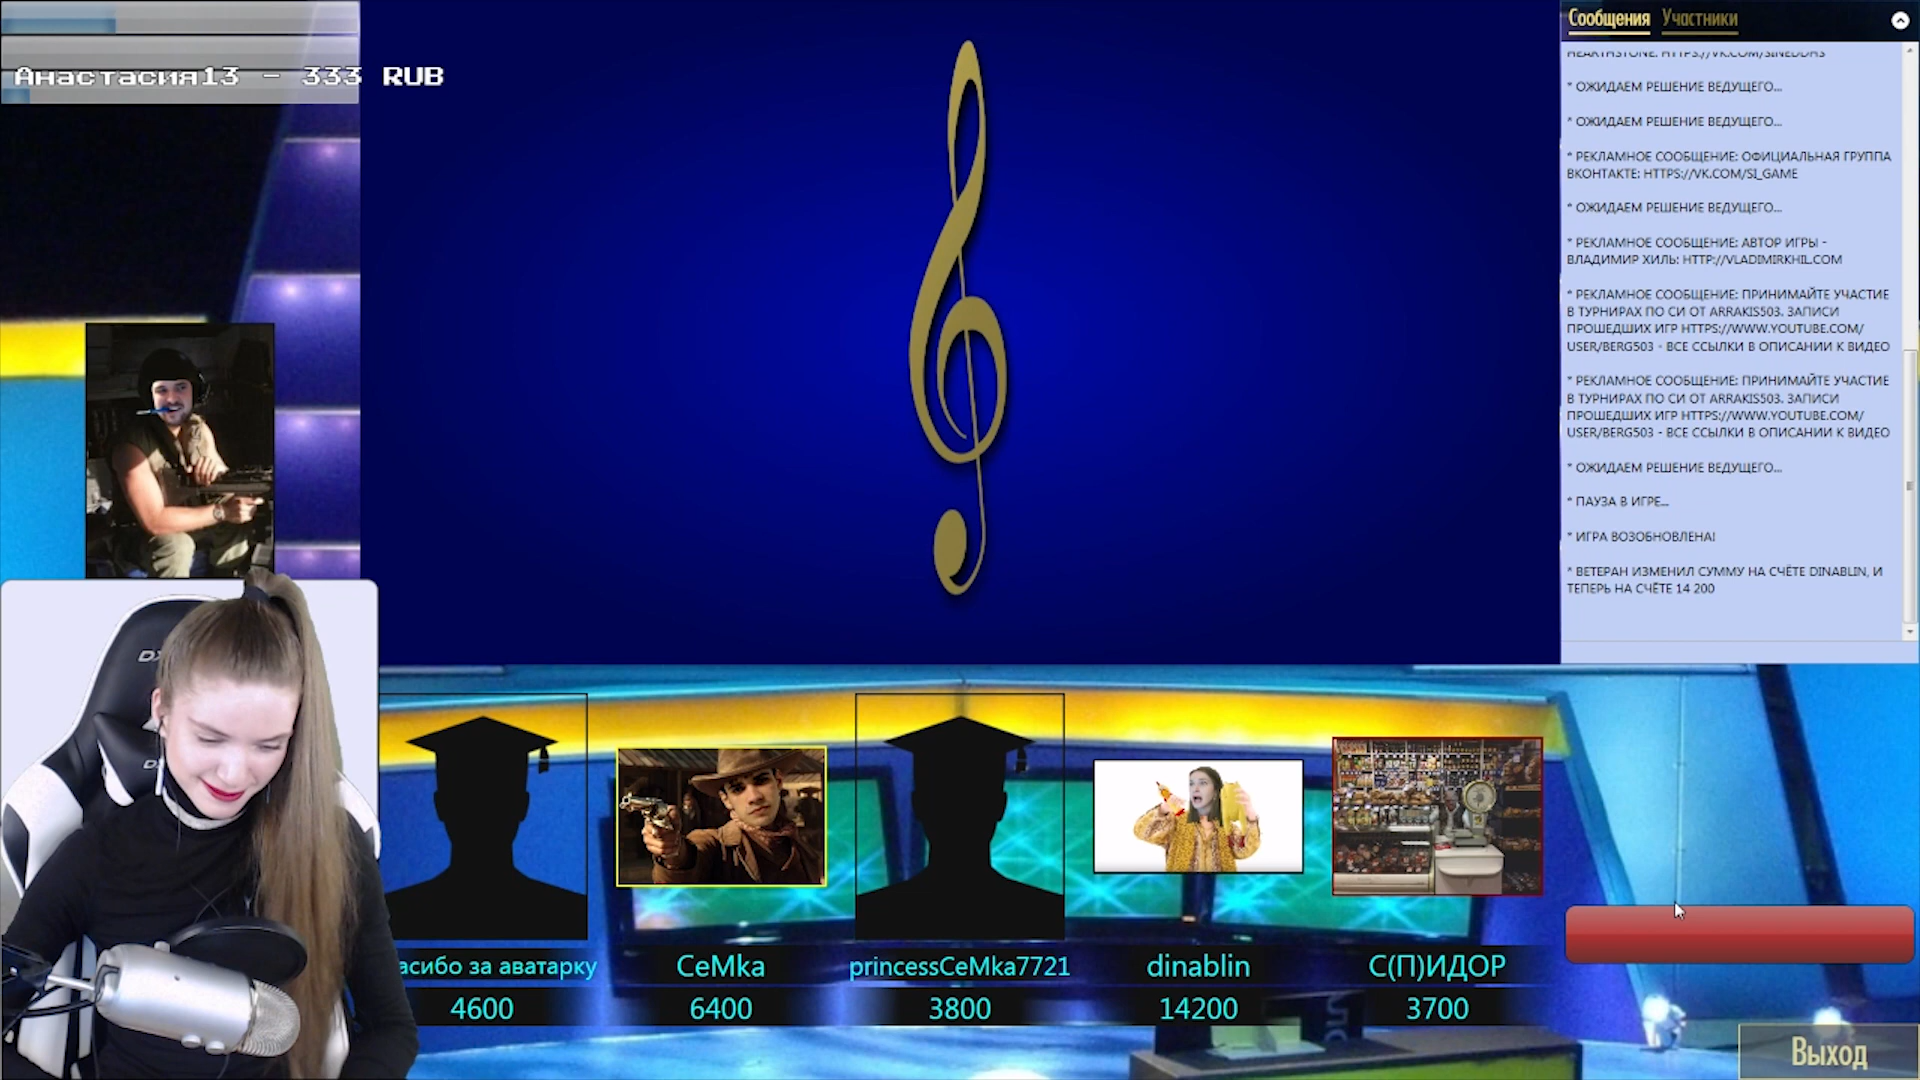 Анастасия13 - 333 RUB
Сообщения Участники
HEARTHSTONE: HTTPS://VK.COM/SINEDDHS
* ОЖИДАЕМ РЕШЕНИЕ ВЕДУЩЕГО...
* ОЖИДАЕМ РЕШЕНИЕ ВЕДУЩЕГО...
* РЕКЛАМНОЕ СООБЩЕНИЕ: ОФИЦИАЛЬНАЯ ГРУППА
ВКОНТАКТЕ: HTTPS://VK.COM/SI_GAME
* ОЖИДАЕМ РЕШЕНИЕ ВЕДУЩЕГО...
* РЕКЛАМНОЕ СООБЩЕНИЕ: АВТОР ИГРЫ -
ВЛАДИМИР ХИЛЬ: HTTP://VLADIMIRKHIL.COM
* РЕКЛАМНОЕ СООБЩЕНИЕ: ПРИНИМАЙТЕ УЧАСТИЕ
В ТУРНИРАХ ПО СИ ОТ ARRAKIS503. ЗАПИСИ
ПРОШЕДШИХ ИГР HTTPS://WWW.YOUTUBE.COM/
USER/BERG503 - ВСЕ ССЫЛКИ В ОПИСАНИИ К ВИДЕО
* РЕКЛАМНОЕ СООБЩЕНИЕ: ПРИНИМАЙТЕ УЧАСТИЕ
В ТУРНИРАХ ПО СИ ОТ ARRAKIS503. ЗАПИСИ
ПРОШЕДШИХ ИГР HTTPS://WWW.YOUTUBE.COM/
USER/BERG503 - ВСЕ ССЫЛКИ В ОПИСАНИИ К ВИДЕО
* ОЖИДАЕМ РЕШЕНИЕ ВЕДУЩЕГО...
* ПАУЗА В ИГРЕ...
* ИГРА ВОЗОБНОВЛЕНА!
* ВЕТЕРАН ИЗМЕНИЛ СУММУ НА СЧЁТЕ DINABLIN, И
ТЕПЕРЬ НА СЧЁТЕ 14 200
асибо за аватарку
4600
CeMka
6400
princessCeMka7721
3800
dinablin
14200
С(П)ИДОР
3700
Выход